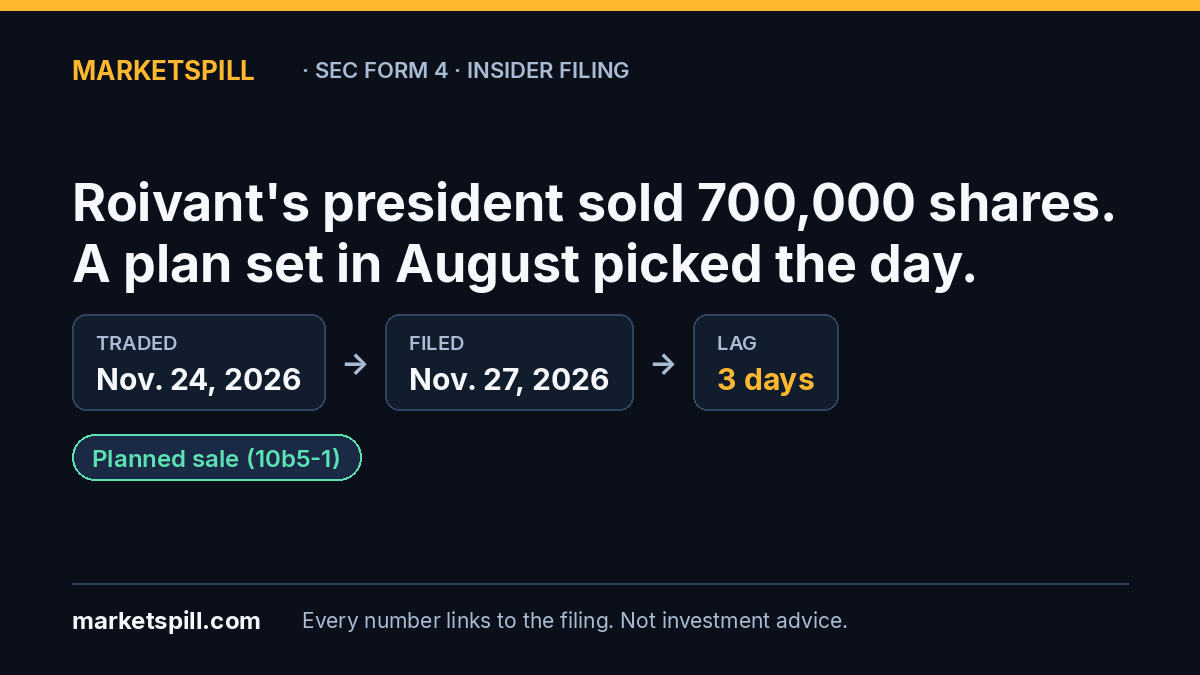 MARKETSPILL · SEC FORM 4 · INSIDER FILING
Roivant's president sold 700,000 shares.
A plan set in August picked the day.
TRADED
Nov. 24, 2026
→
FILED
Nov. 27, 2026
→
LAG
3 days
Planned sale (10b5-1)
marketspill.com Every number links to the filing. Not investment advice.